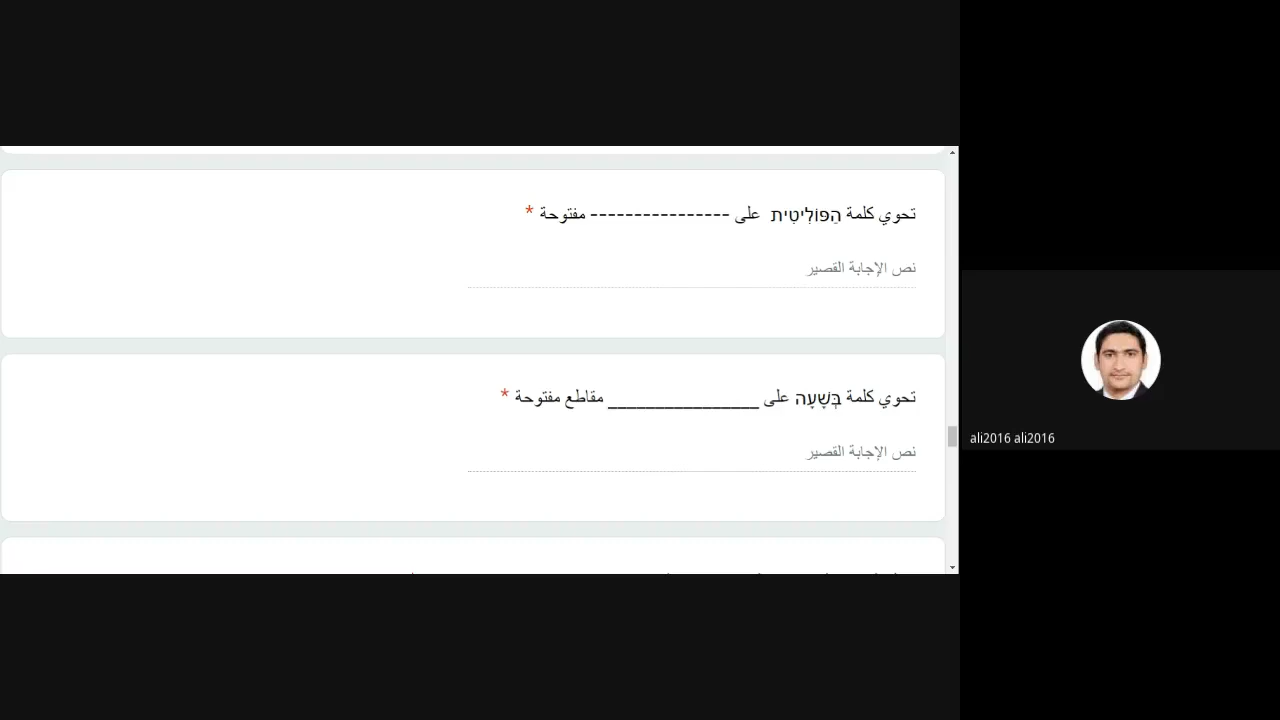 تحوي كلمة הַפּוֹלִיטִית على ---------------- مفتوحة *
نص الإجابة القصير
تحوي كلمة בְּשָׁעָה على ________________ مقاطع مفتوحة *
نص الإجابة القصير
ali2016 ali2016